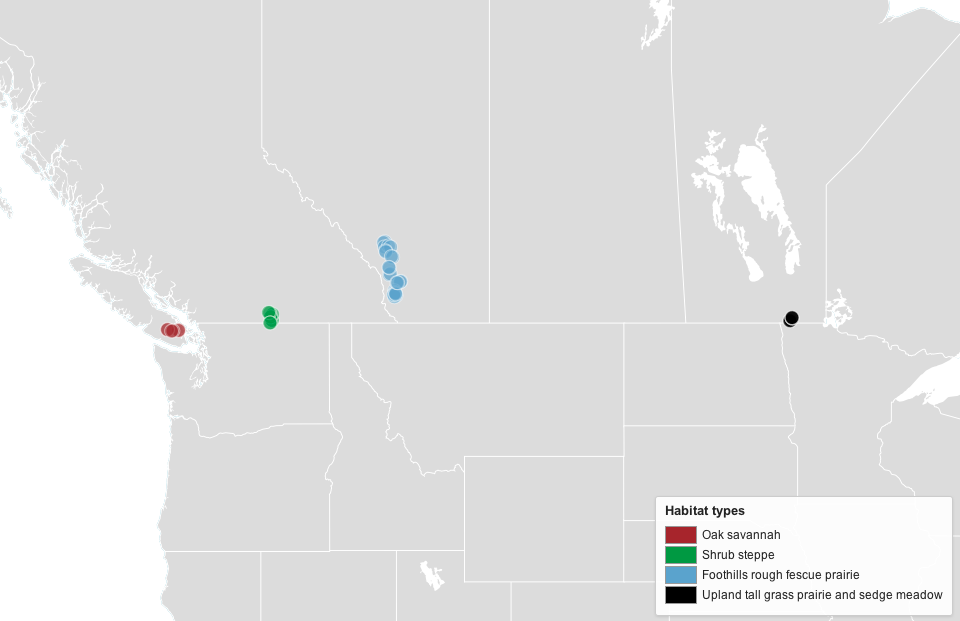 Habitat types
Oak savannah
Shrub steppe
Foothills rough fescue prairie
Upland tall grass prairie and sedge meadow